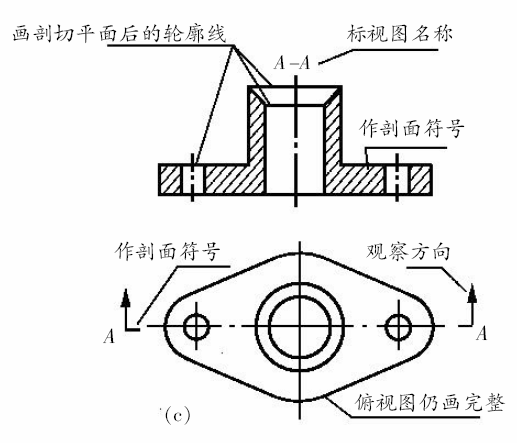 画剖切平面后的轮廓线
标视图名称
A-A
作剖面符号
作剖面符号
观察方向
A
A
俯视图仍画完整
(c)